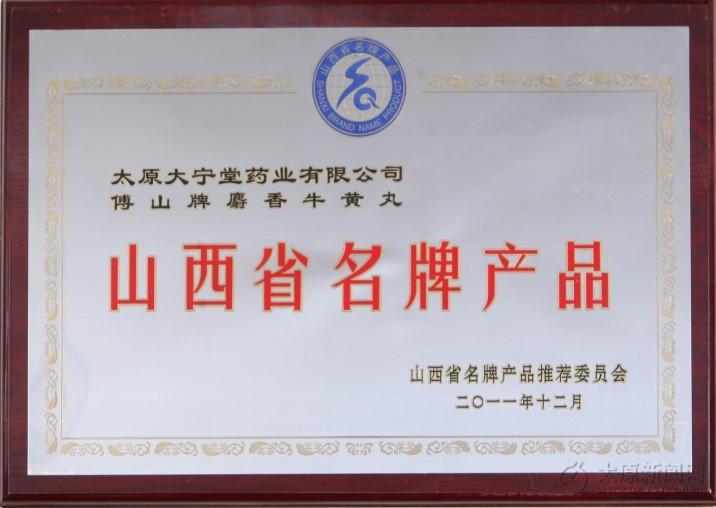 山西省名牌产品
SHANXI BRAND NAME PRODUCT
太原大宁堂药业有限公司
傅山牌麝香牛黄丸
山西省名牌产品
山西省名牌产品推荐委员会
二〇一一年十二月
太原新闻网